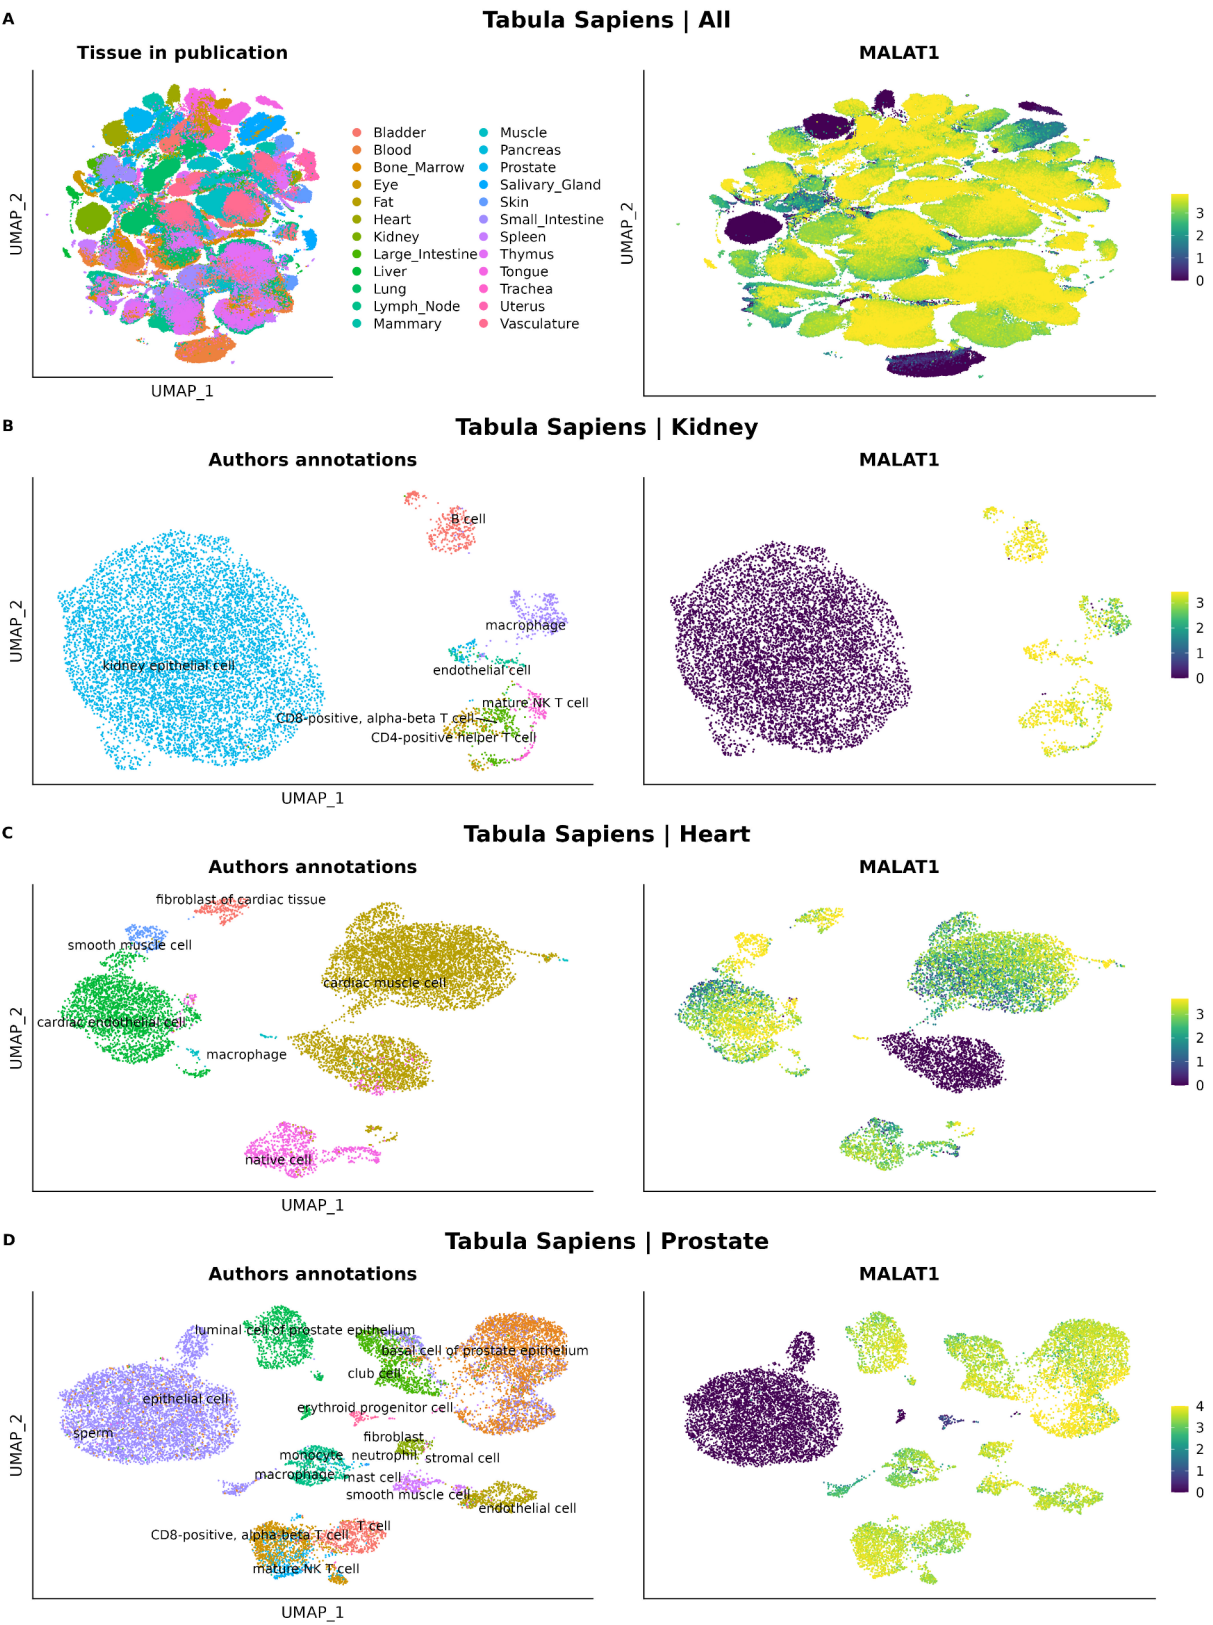 A
Tabula Sapiens | All
Tissue in publication
MALAT1
UMAP_2
UMAP_1
Bladder
Blood
Bone_Marrow
Eye
Fat
Heart
Kidney
Large_Intestine
Liver
Lung
Lymph_Node
Mammary
Muscle
Pancreas
Prostate
Salivary_Gland
Skin
Small_Intestine
Spleen
Thymus
Tongue
Trachea
Uterus
Vasculature
UMAP_2
3
2
1
0
B
Tabula Sapiens | Kidney
Authors annotations
MALAT1
UMAP_2
B cell
macrophage
kidney epithelial cell
endothelial cell
mature NK T cell
CD8-positive, alpha-beta T cell
CD4-positive helper T cell
UMAP_1
3
2
1
0
C
Tabula Sapiens | Heart
Authors annotations
MALAT1
UMAP_2
fibroblast of cardiac tissue
smooth muscle cell
cardiac muscle cell
cardiac endothelial cell
macrophage
native cell
UMAP_1
3
2
1
0
D
Tabula Sapiens | Prostate
Authors annotations
MALAT1
UMAP_2
luminal cell of prostate epithelium
basal cell of prostate epithelium
club cell
epithelial cell
erythroid progenitor cell
sperm
fibroblast
monocyte
neutrophil
stromal cell
macrophage
mast cell
smooth muscle cell
endothelial cell
T cell
CD8-positive, alpha-beta T cell
mature NK T cell
UMAP_1
4
3
2
1
0